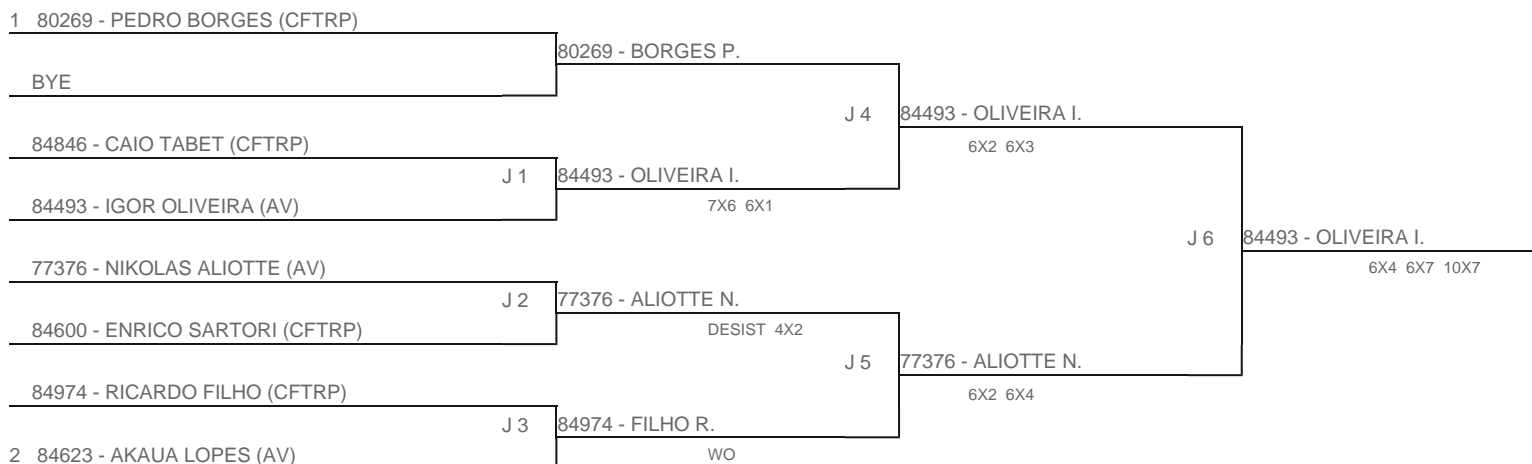 1 80269 - PEDRO BORGES (CFTRP)
80269 - BORGES P.
BYE
J 4
84493 - OLIVEIRA I.
6X2 6X3
84846 - CAIO TABET (CFTRP)
J 1
84493 - OLIVEIRA I.
7X6 6X1
84493 - IGOR OLIVEIRA (AV)
J 6
84493 - OLIVEIRA I.
6X4 6X7 10X7
77376 - NIKOLAS ALIOTTE (AV)
J 2
77376 - ALIOTTE N.
DESIST 4X2
84600 - ENRICO SARTORI (CFTRP)
J 5
77376 - ALIOTTE N.
6X2 6X4
84974 - RICARDO FILHO (CFTRP)
J 3
84974 - FILHO R.
WO
2 84623 - AKAUA LOPES (AV)